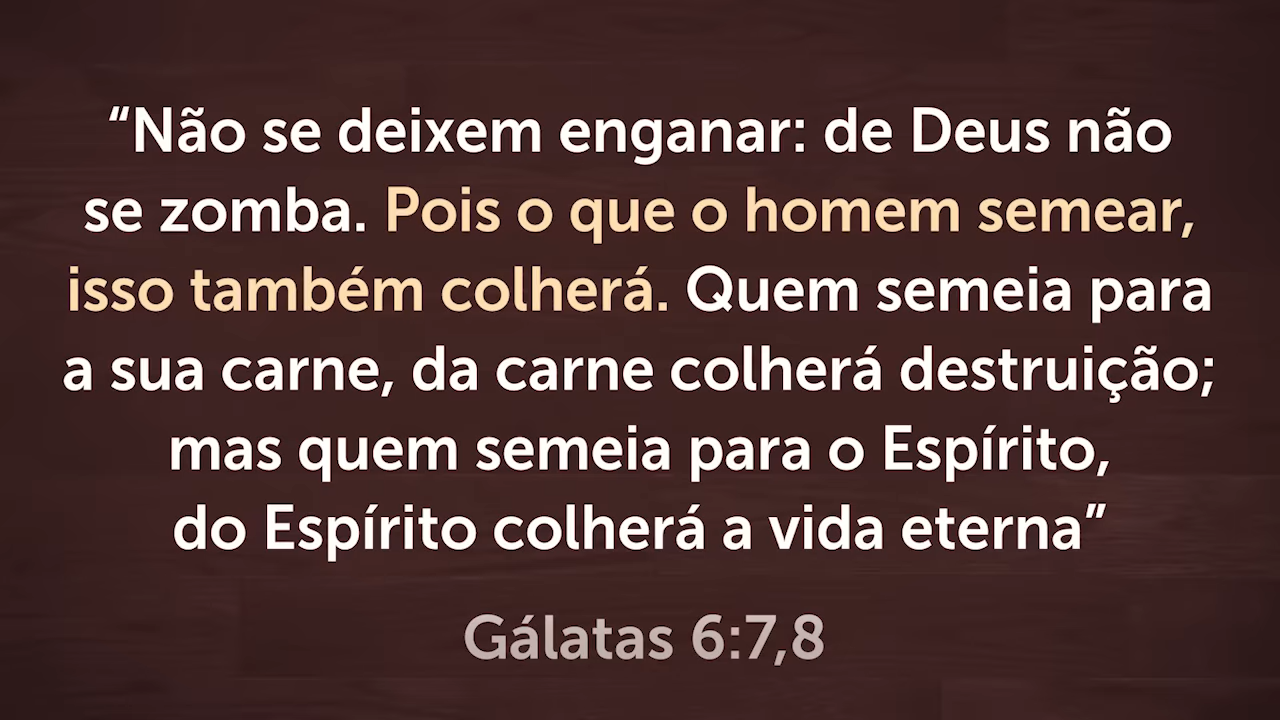 “Não se deixem enganar: de Deus não
se zomba. Pois o que o homem semear,
isso também colherá. Quem semeia para
a sua carne, da carne colherá destruição;
mas quem semeia para o Espírito,
do Espírito colherá a vida eterna”
Gálatas 6:7,8